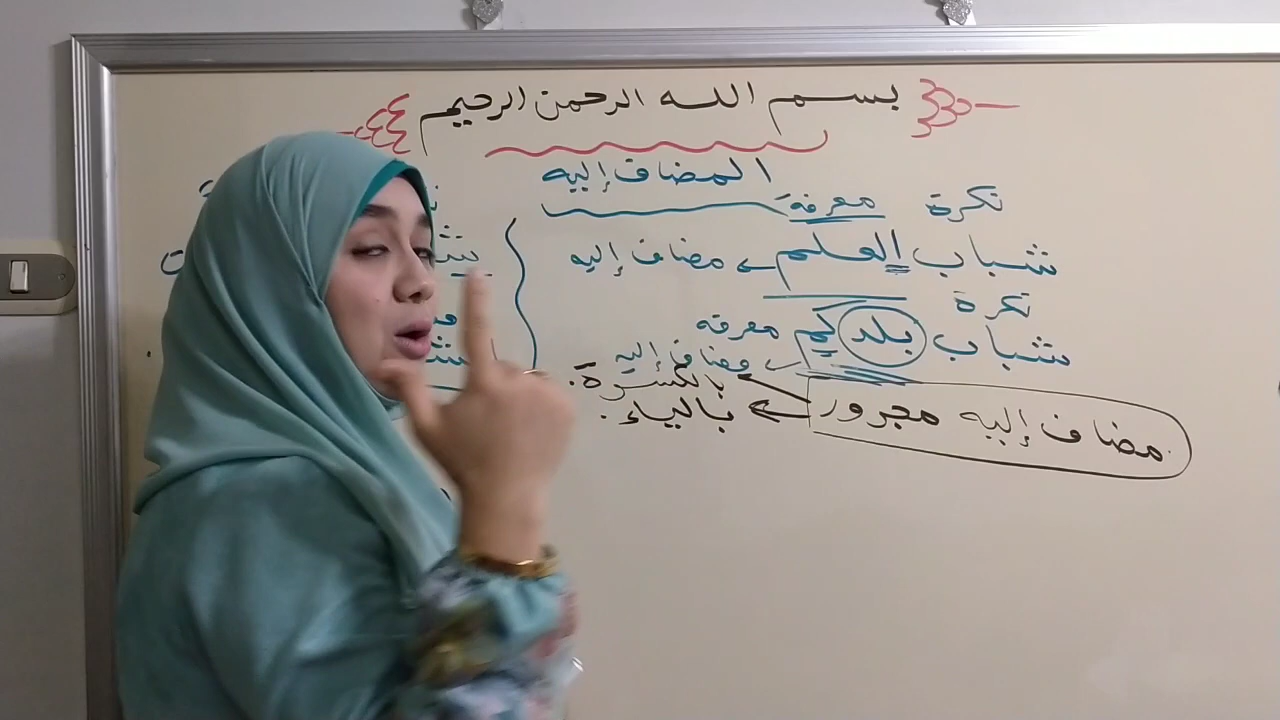 بسم الله الرحمن الرحيم
المضاف إليه
نكرة معرفة
شباب العلم مضاف إليه
نكرة
شباب بلدكم معرفه
مضاف إليه
بالكسرة.
مضاف إليه مجرور بالياء.